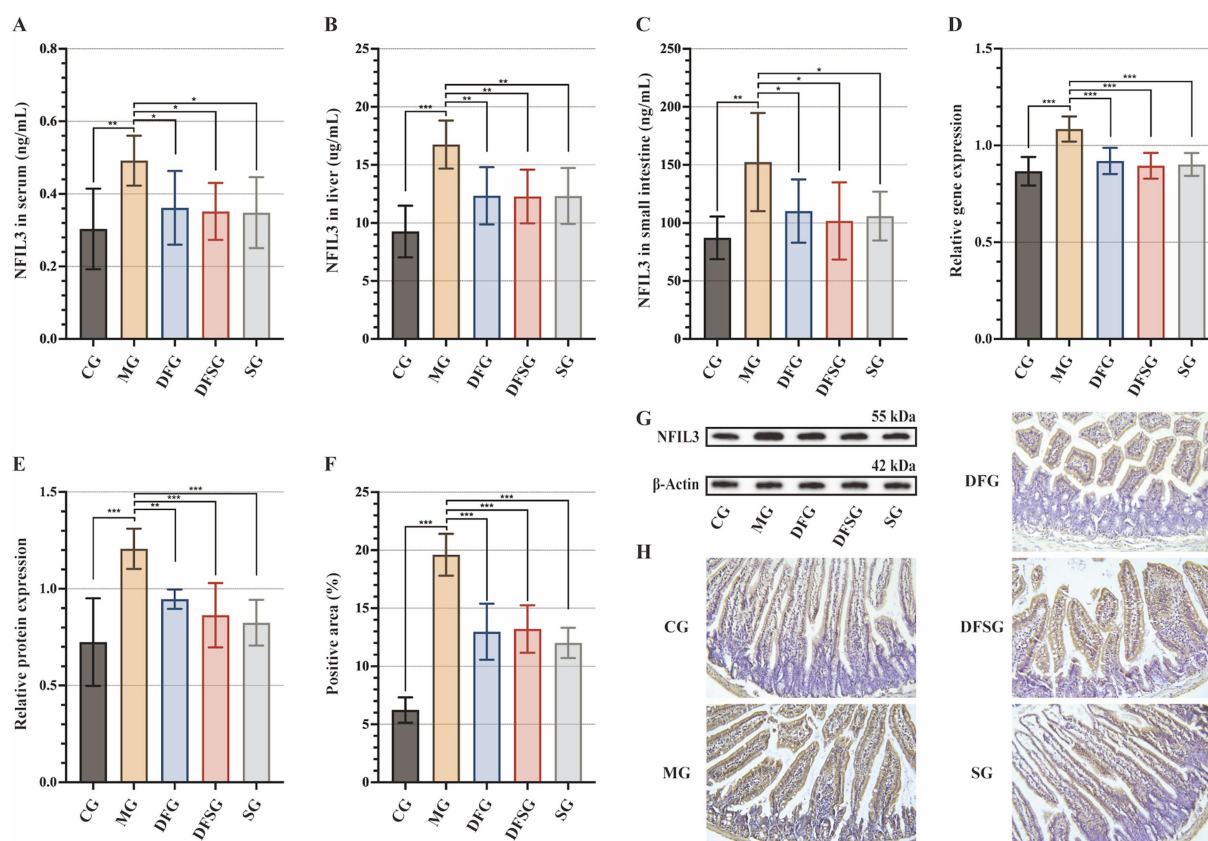 A
NFIL3 in serum (ng/mL)
0.8
0.6
0.4
0.2
0.0
**
*
*
*
CG
MG
DFG
DFSG
SG
B
NFIL3 in liver (ug/mL)
25
20
15
10
5
0
***
**
**
**
CG
MG
DFG
DFSG
SG
C
NFIL3 in small intestine (ng/mL)
250
200
150
100
50
0
**
*
*
*
CG
MG
DFG
DFSG
SG
D
Relative gene expression
1.5
1.0
0.5
0.0
***
***
***
***
CG
MG
DFG
DFSG
SG
E
Relative protein expression
1.5
1.0
0.5
0.0
***
**
***
***
CG
MG
DFG
DFSG
SG
F
Positive area (%)
25
20
15
10
5
0
***
***
***
***
CG
MG
DFG
DFSG
SG
G
55 kDa
NFIL3
42 kDa
β-Actin
CG
MG
DFG
DFSG
SG
H
CG
MG
DFG
DFSG
SG